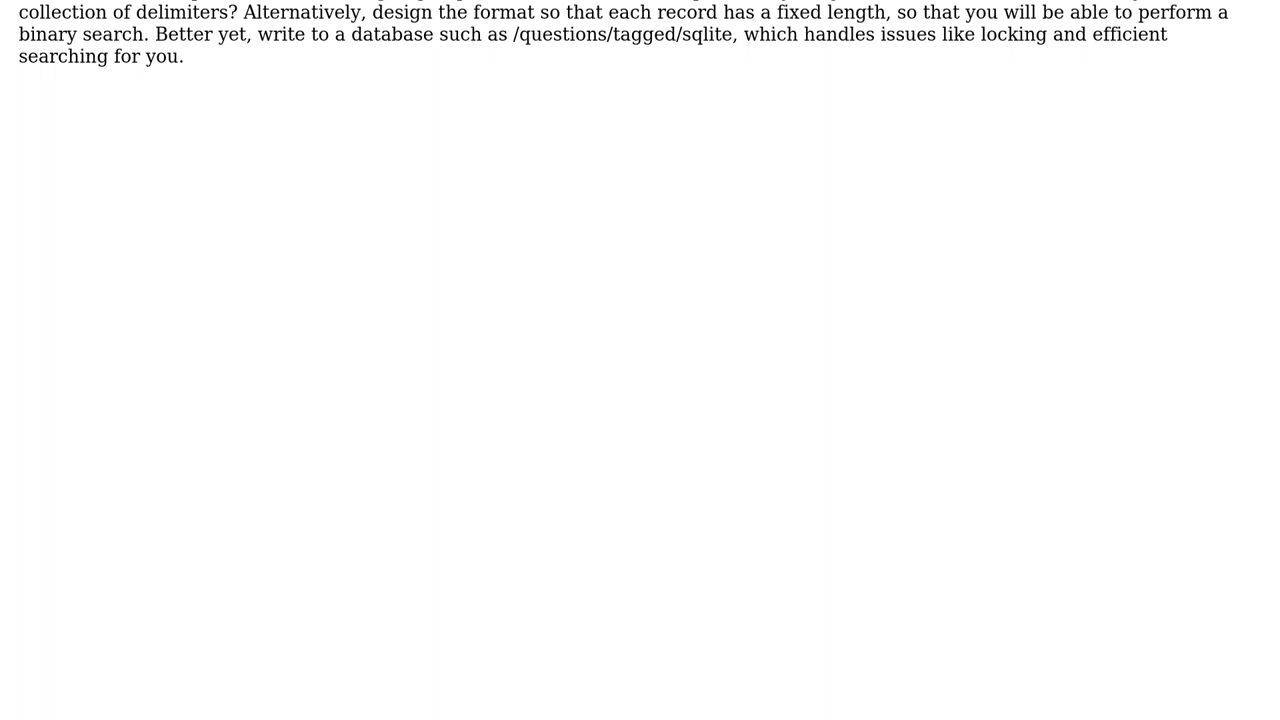 collection of delimiters? Alternatively, design the format so that each record has a fixed length, so that you will be able to perform a
binary search. Better yet, write to a database such as /questions/tagged/sqlite, which handles issues like locking and efficient
searching for you.